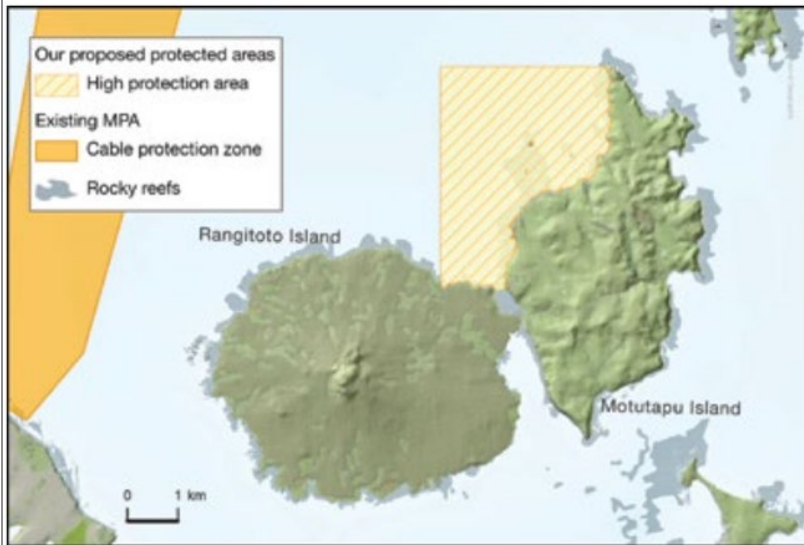 Our proposed protected areas
High protection area
Existing MPA
Cable protection zone
Rocky reefs
Rangitoto Island
Motutapu Island
0 1 km